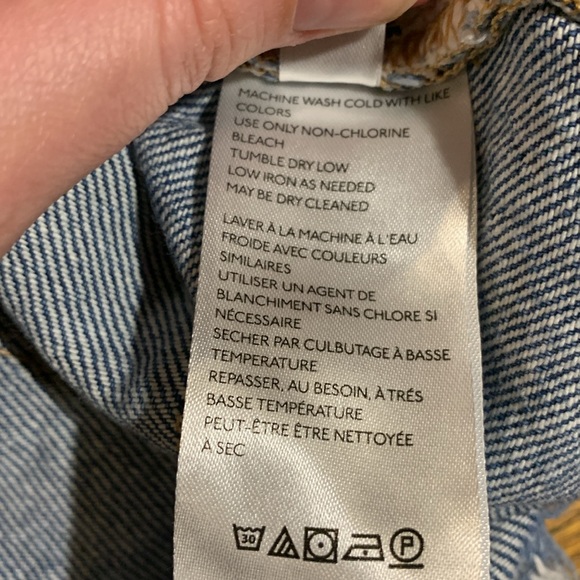 MACHINE WASH COLD WITH LIKE
COLORS
USE ONLY NON-CHLORINE
BLEACH
TUMBLE DRY LOW
LOW IRON AS NEEDED
MAY BE DRY CLEANED
LAVER À LA MACHINE À L'EAU
FROIDE AVEC COULEURS
SIMILAIRES
UTILISER UN AGENT DE
BLANCHIMENT SANS CHLORE SI
NÉCESSAIRE
SECHER PAR CULBUTAGE À BASSE
TEMPERATURE
REPASSER, AU BESOIN, À TRÉS
BASSE TEMPÉRATURE
PEUT-ÊTRE ÊTRE NETTOYÉE
A SEC
30 P